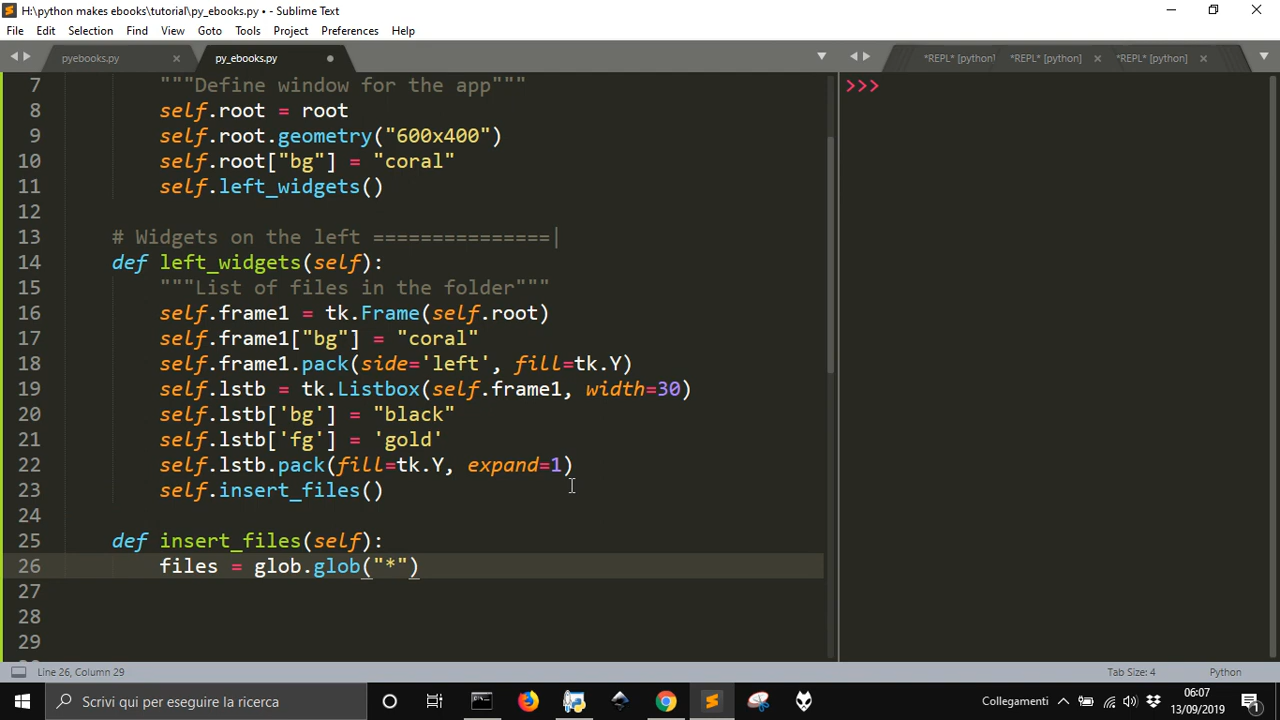 H:\python makes ebooks\tutorial\py_ebooks.py • - Sublime Text
File Edit Selection Find View Goto Tools Project Preferences Help
pyebooks.py py_ebooks.py *REPL* [python] *REPL* [python] *REPL* [python]
7 """Define window for the app"""
>>>
8 self.root = root
9 self.root.geometry("600x400")
10 self.root["bg"] = "coral"
11 self.left_widgets()
12
13 # Widgets on the left ===============|
14 def left_widgets(self):
15 """List of files in the folder"""
16 self.frame1 = tk.Frame(self.root)
17 self.frame1["bg"] = "coral"
18 self.frame1.pack(side='left', fill=tk.Y)
19 self.lstb = tk.Listbox(self.frame1, width=30)
20 self.lstb['bg'] = "black"
21 self.lstb['fg'] = 'gold'
22 self.lstb.pack(fill=tk.Y, expand=1)
23 self.insert_files()
24
25 def insert_files(self):
26 files = glob.glob("*")
27
28
29
Line 26, Column 29 Tab Size: 4 Python
Scrivi qui per eseguire la ricerca
Collegamenti
06:07
13/09/2019
1